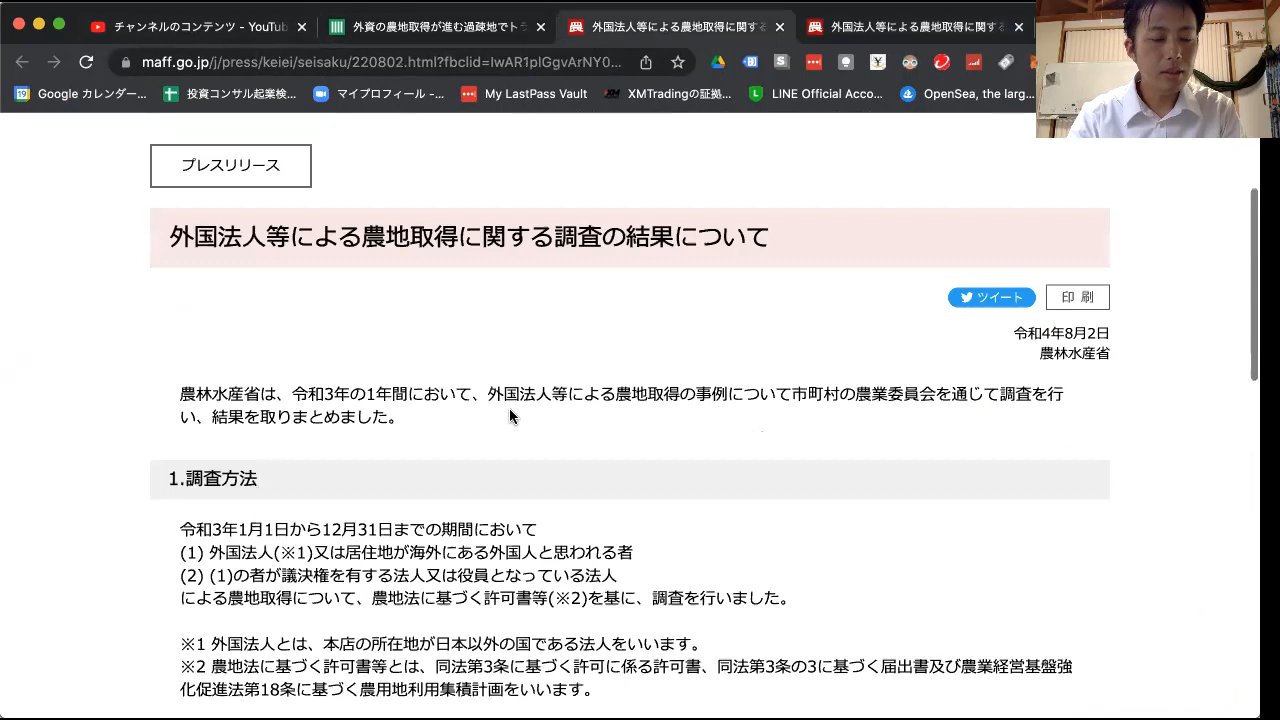 チャンネルのコンテンツ - YouTub
外資の農地取得が進む過疎地でトラ
外国法人等による農地取得に関する
外国法人等による農地取得に関する
maff.go.jp/j/press/keiei/seisaku/220802.html?fbclid=IwAR1plGgvArNY0...
Google カレンダー...
投資コンサル起業検...
マイプロフィール -...
My LastPass Vault
XMTradingの証拠...
LINE Official Acco...
OpenSea, the larg...
プレスリリース
外国法人等による農地取得に関する調査の結果について
ツイート
印刷
令和4年8月2日
農林水産省
農林水産省は、令和3年の1年間において、外国法人等による農地取得の事例について市町村の農業委員会を通じて調査を行
い、結果を取りまとめました。
1.調査方法
令和3年1月1日から12月31日までの期間において
(1) 外国法人(※1)又は居住地が海外にある外国人と思われる者
(2) (1)の者が議決権を有する法人又は役員となっている法人
による農地取得について、農地法に基づく許可書等(※2)を基に、調査を行いました。
※1 外国法人とは、本店の所在地が日本以外の国である法人をいいます。
※2 農地法に基づく許可書等とは、同法第3条に基づく許可に係る許可書、同法第3条の3に基づく届出書及び農業経営基盤強
化促進法第18条に基づく農用地利用集積計画をいいます。